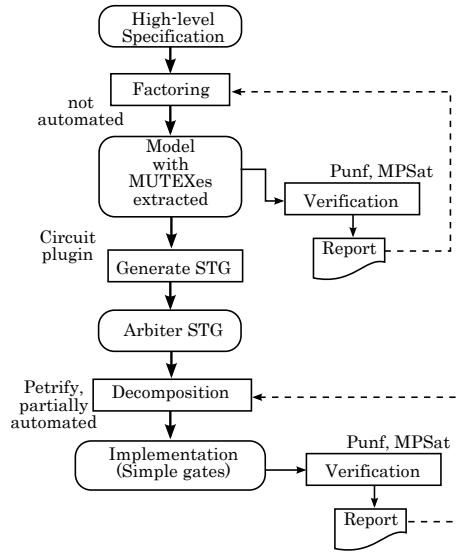 High-level
Specification
Factoring
not
automated
Model
with
MUTEXes
extracted
Punf, MPSat
Verification
Report
Circuit
plugin
Generate STG
Arbiter STG
Petrify,
partially
automated
Decomposition
Implementation
(Simple gates)
Punf, MPSat
Verification
Report